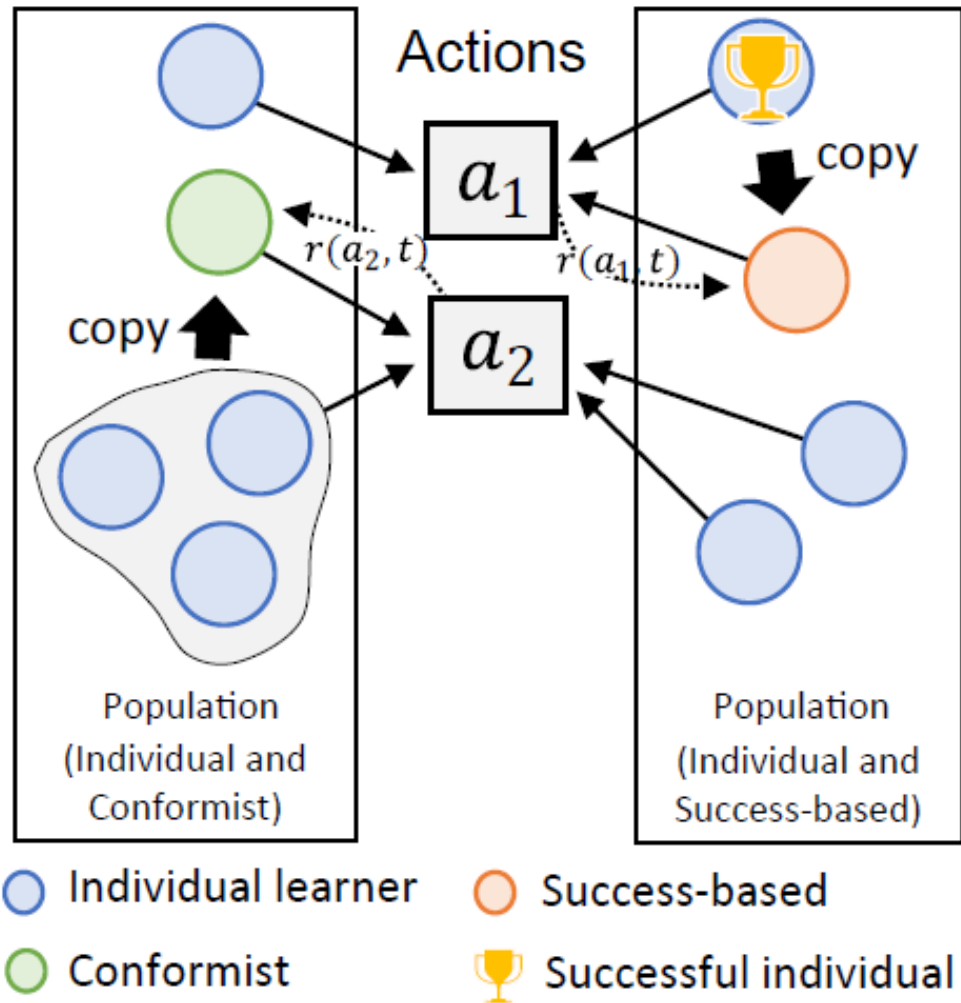 Actions
a₁
copy
r(a₂, t)
r(a₁, t)
copy
a₂
Population
(Individual and
Conformist)
Population
(Individual and
Success-based)
Individual learner
Success-based
Conformist
Successful individual